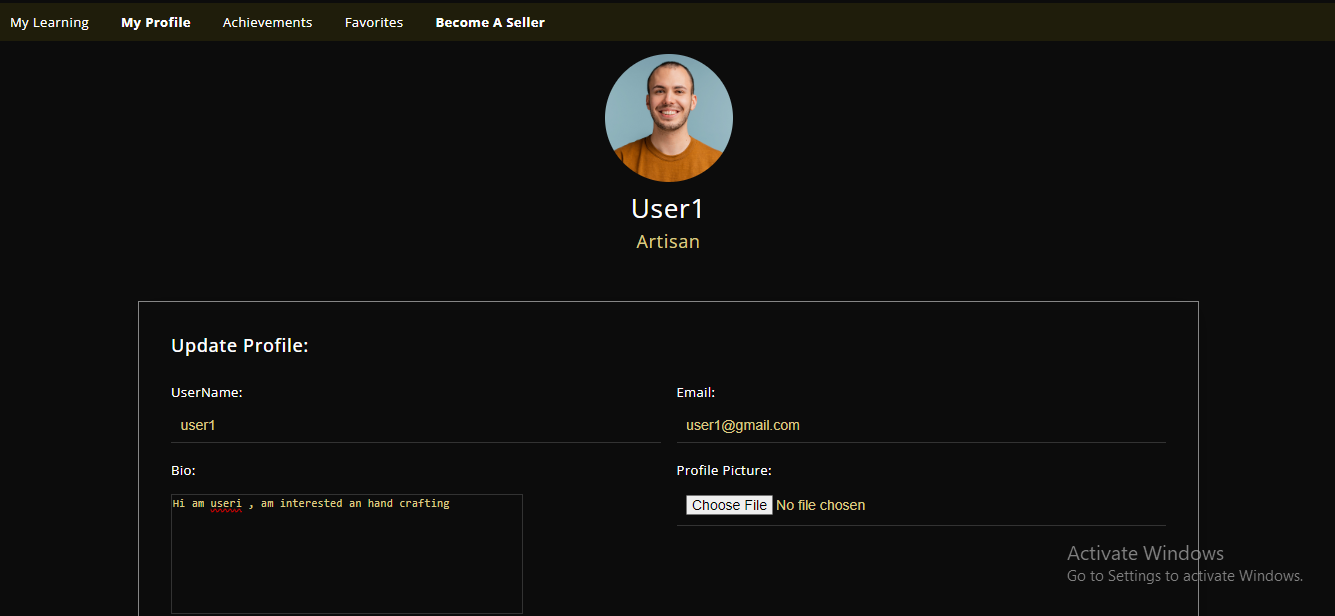 My Learning My Profile Achievements Favorites Become A Seller
User1
Artisan
Update Profile:
UserName: Email:
user1 user1@gmail.com
Bio: Profile Picture:
Hi am useri , am interested an hand crafting
Choose File No file chosen
Activate Windows
Go to Settings to activate Windows.